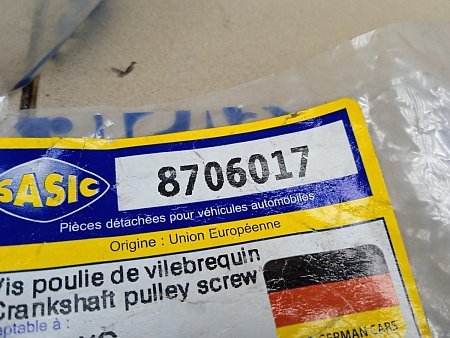 SASIC
8706017
Pièces détachées pour véhicules automobiles
Origine : Union Européenne
Vis poulie de vilebrequin
Crankshaft pulley screw
aptable à :
GERMAN CARS